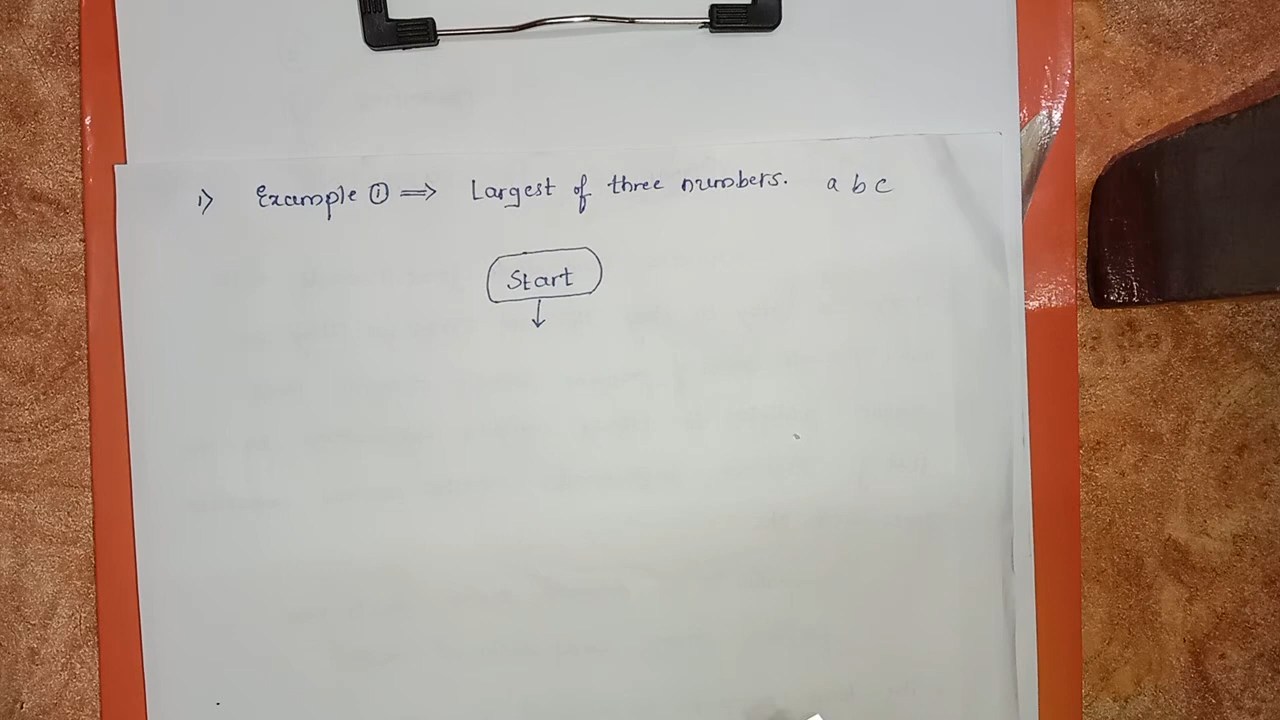 1) Example ① ⟹ Largest of three numbers. a b c
Start